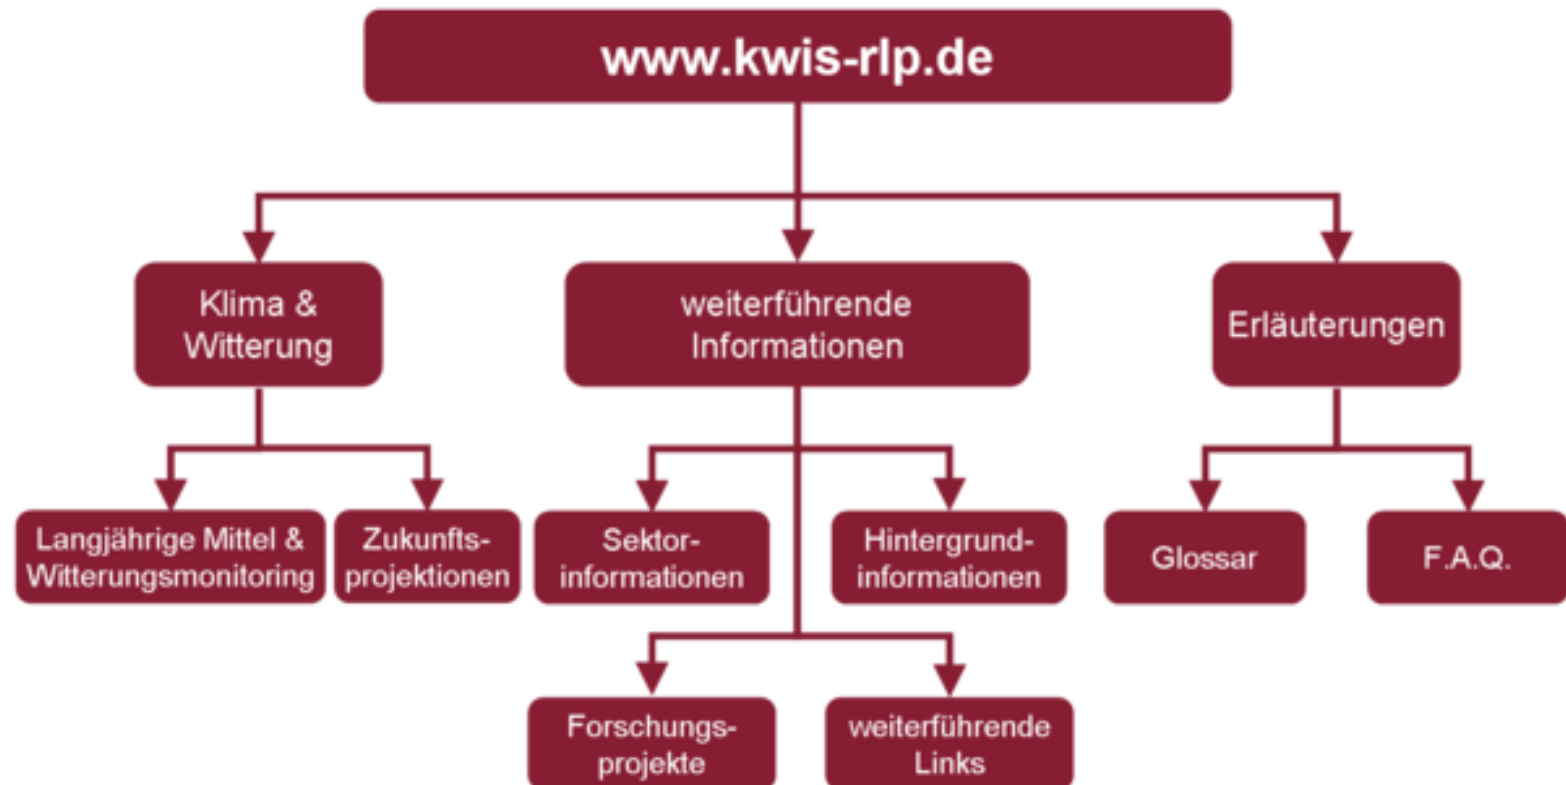 www.kwis-rlp.de
Klima &
Witterung
weiterführende
Informationen
Erläuterungen
Langjährige Mittel &
Witterungsmonitoring
Zukunfts-
projektionen
Sektor-
informationen
Hintergrund-
informationen
Glossar
F.A.Q.
Forschungs-
projekte
weiterführende
Links